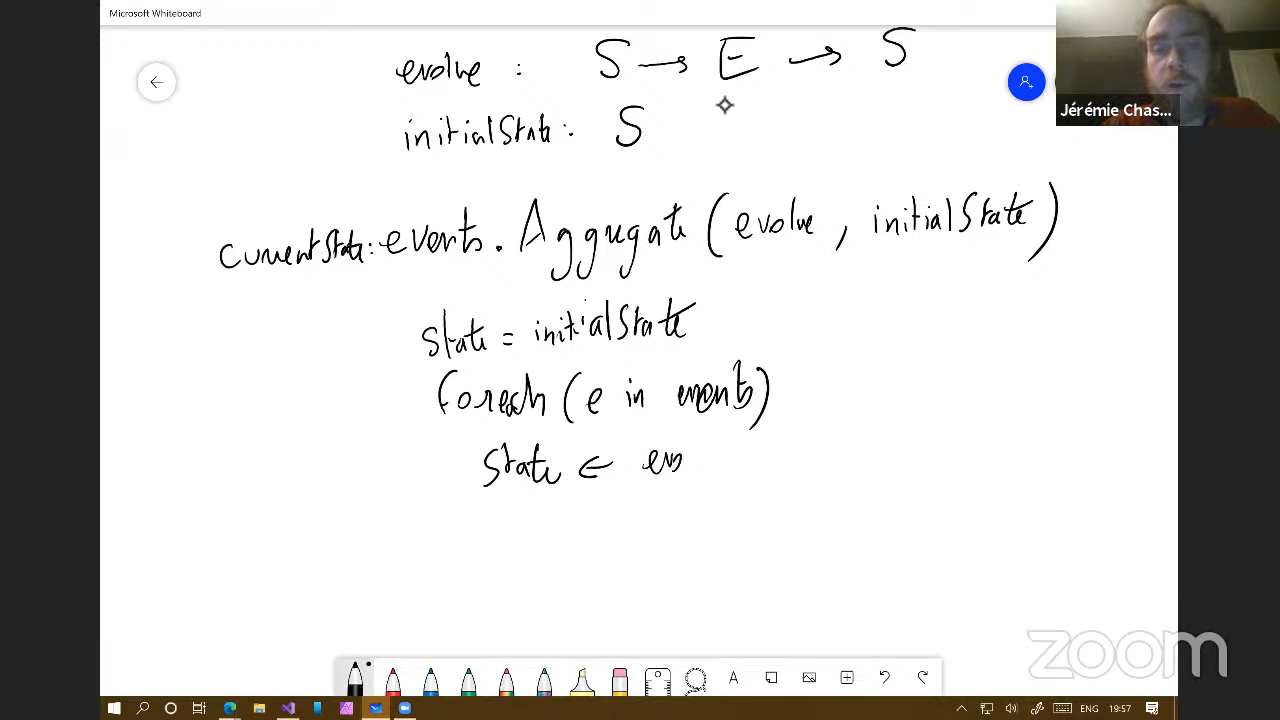 Microsoft Whiteboard
evolve : S → E → S
initialState: S
Jérémie Chas...
currentState: events.Aggregate(evolve, initialState)
state = initialState
foreach (e in events)
state ← evo
zoom
A
ENG 19:57